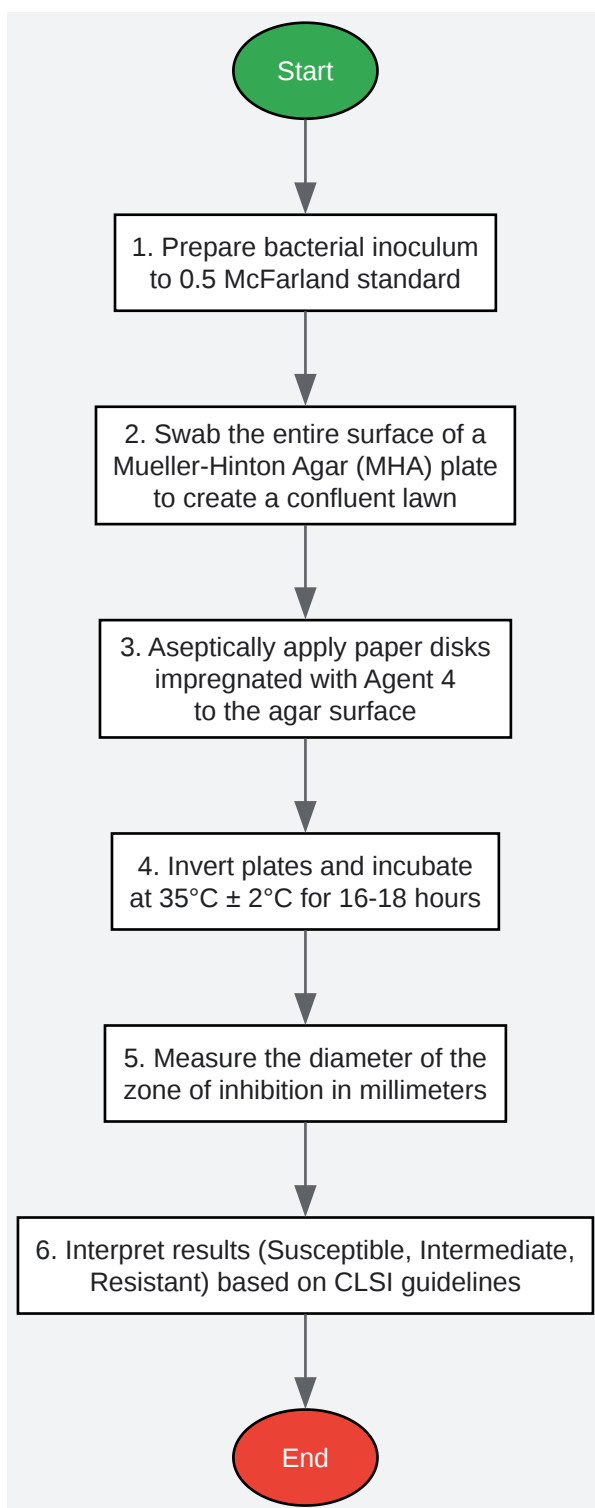 Start
1. Prepare bacterial inoculum
to 0.5 McFarland standard
2. Swab the entire surface of a
Mueller-Hinton Agar (MHA) plate
to create a confluent lawn
3. Aseptically apply paper disks
impregnated with Agent 4
to the agar surface
4. Invert plates and incubate
at 35°C ± 2°C for 16-18 hours
5. Measure the diameter of the
zone of inhibition in millimeters
6. Interpret results (Susceptible, Intermediate,
Resistant) based on CLSI guidelines
End